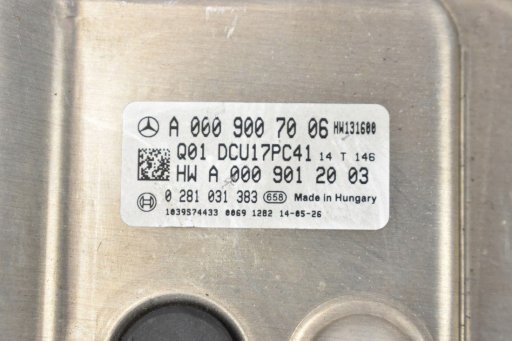 A 000 900 70 06 HW131600
Q01 DCU17PC41 14 T 146
HW A 000 901 20 03
0 281 031 383 658 Made in Hungary
1039S74433 0069 1202 14-05-26